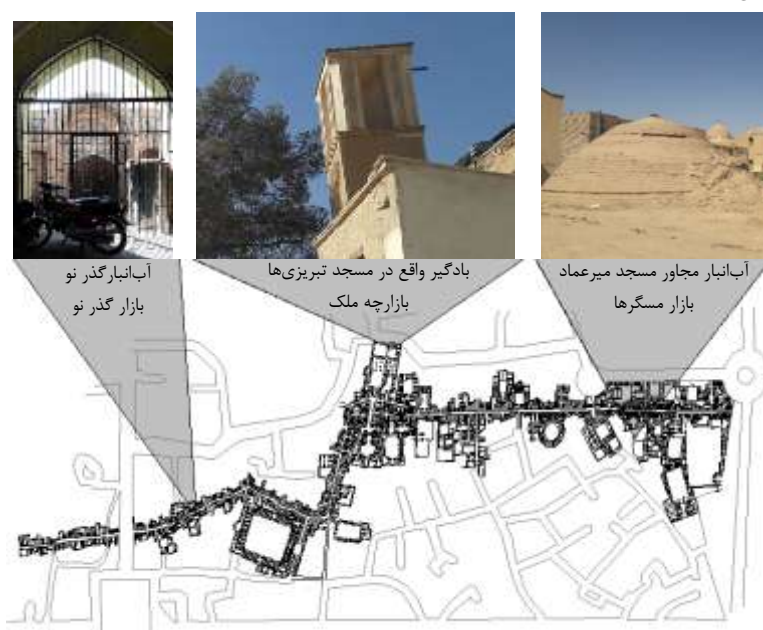 آب‌انبار مجاور مسجد میرعماد
بازار مسگرها
بادگیر واقع در مسجد تبریزی‌ها
بازارچه ملک
آب‌انبارگذر نو
بازار گذر نو